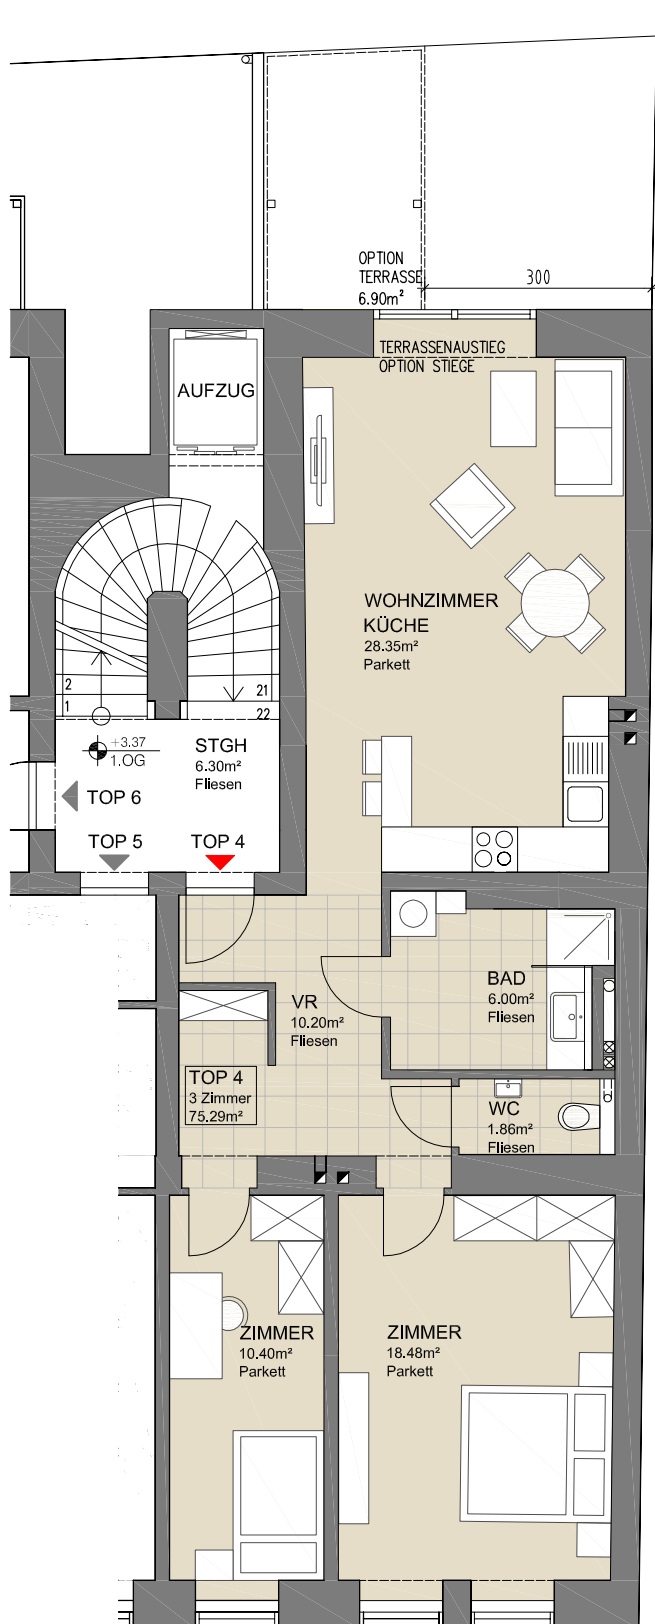 OPTION
TERRASSE
6.90m²
300
TERRASSENAUSTIEG
OPTION STIEGE
AUFZUG
WOHNZIMMER
KÜCHE
28.35m²
Parkett
2
1
21
22
+3.37
1.OG
STGH
6.30m²
Fliesen
TOP 6
TOP 5
TOP 4
BAD
6.00m²
Fliesen
VR
10.20m²
Fliesen
TOP 4
3 Zimmer
75.29m²
WC
1.86m²
Fliesen
ZIMMER
10.40m²
Parkett
ZIMMER
18.48m²
Parkett